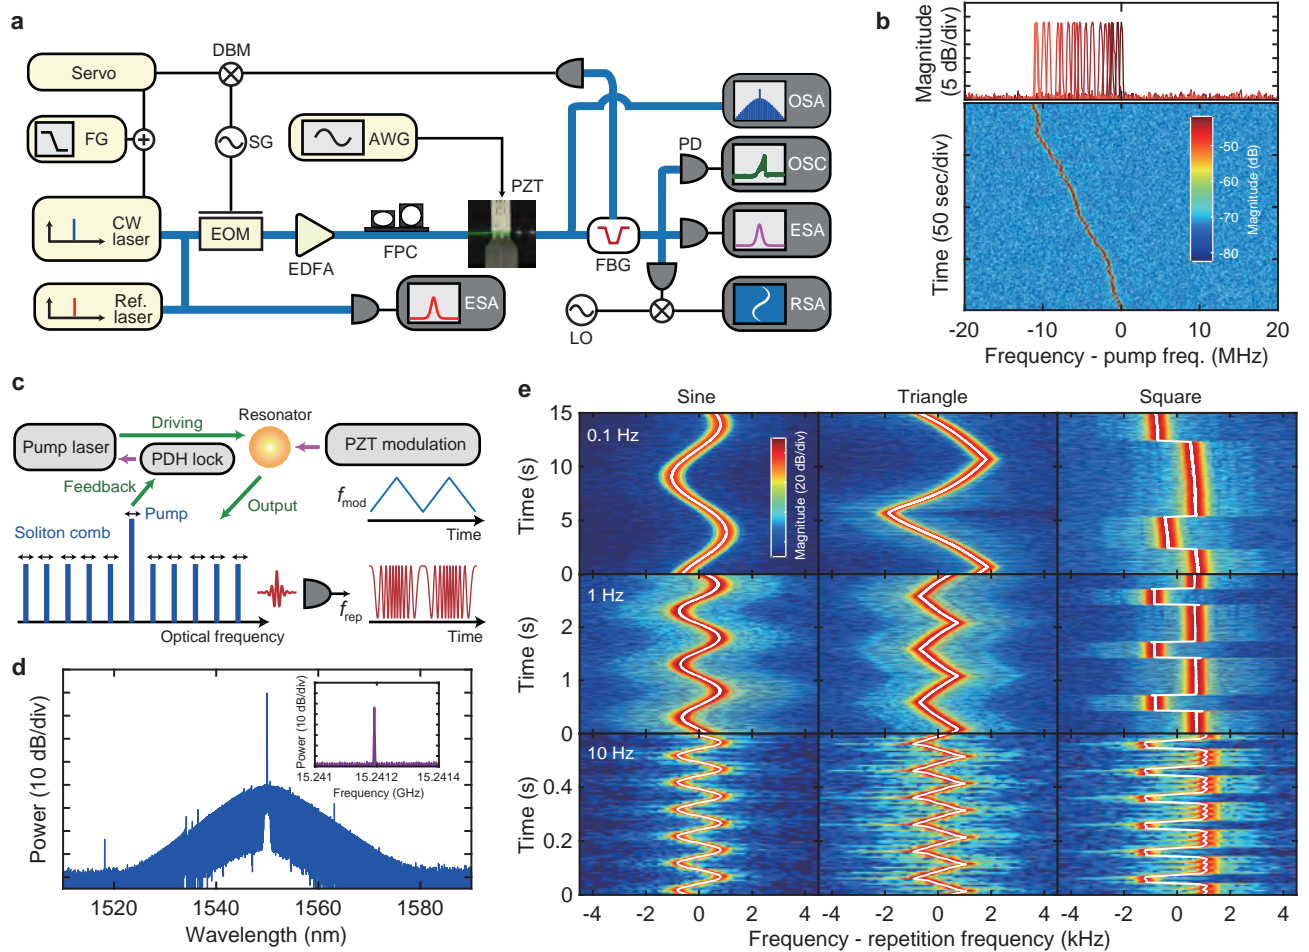 a
Servo
DBM
FG
SG
AWG
PZT
PD
OSA
OSC
CW
laser
EOM
EDFA
FPC
FBG
ESA
Ref.
laser
ESA
LO
RSA
b
Magnitude
(5 dB/div)
Time (50 sec/div)
-50
-60
-70
-80
Magnitude (dB)
-20 -10 0 10 20
Frequency - pump freq. (MHz)
c
Driving
Resonator
Pump laser
PDH lock
PZT modulation
Feedback
Output
Pump
Soliton comb
fmod
Time
Optical frequency
frep
Time
d
Power (10 dB/div)
1520 1540 1560 1580
Wavelength (nm)
Power (10 dB/div)
15.241 15.2412 15.2414
Frequency (GHz)
e
Sine Triangle Square
0.1 Hz
Magnitude (20 dB/div)
15
10
5
0
Time (s)
1 Hz
2
1
0
Time (s)
10 Hz
0.4
0.2
0
Time (s)
-4 -2 0 2 4 -4 -2 0 2 4 -4 -2 0 2 4
Frequency - repetition frequency (kHz)